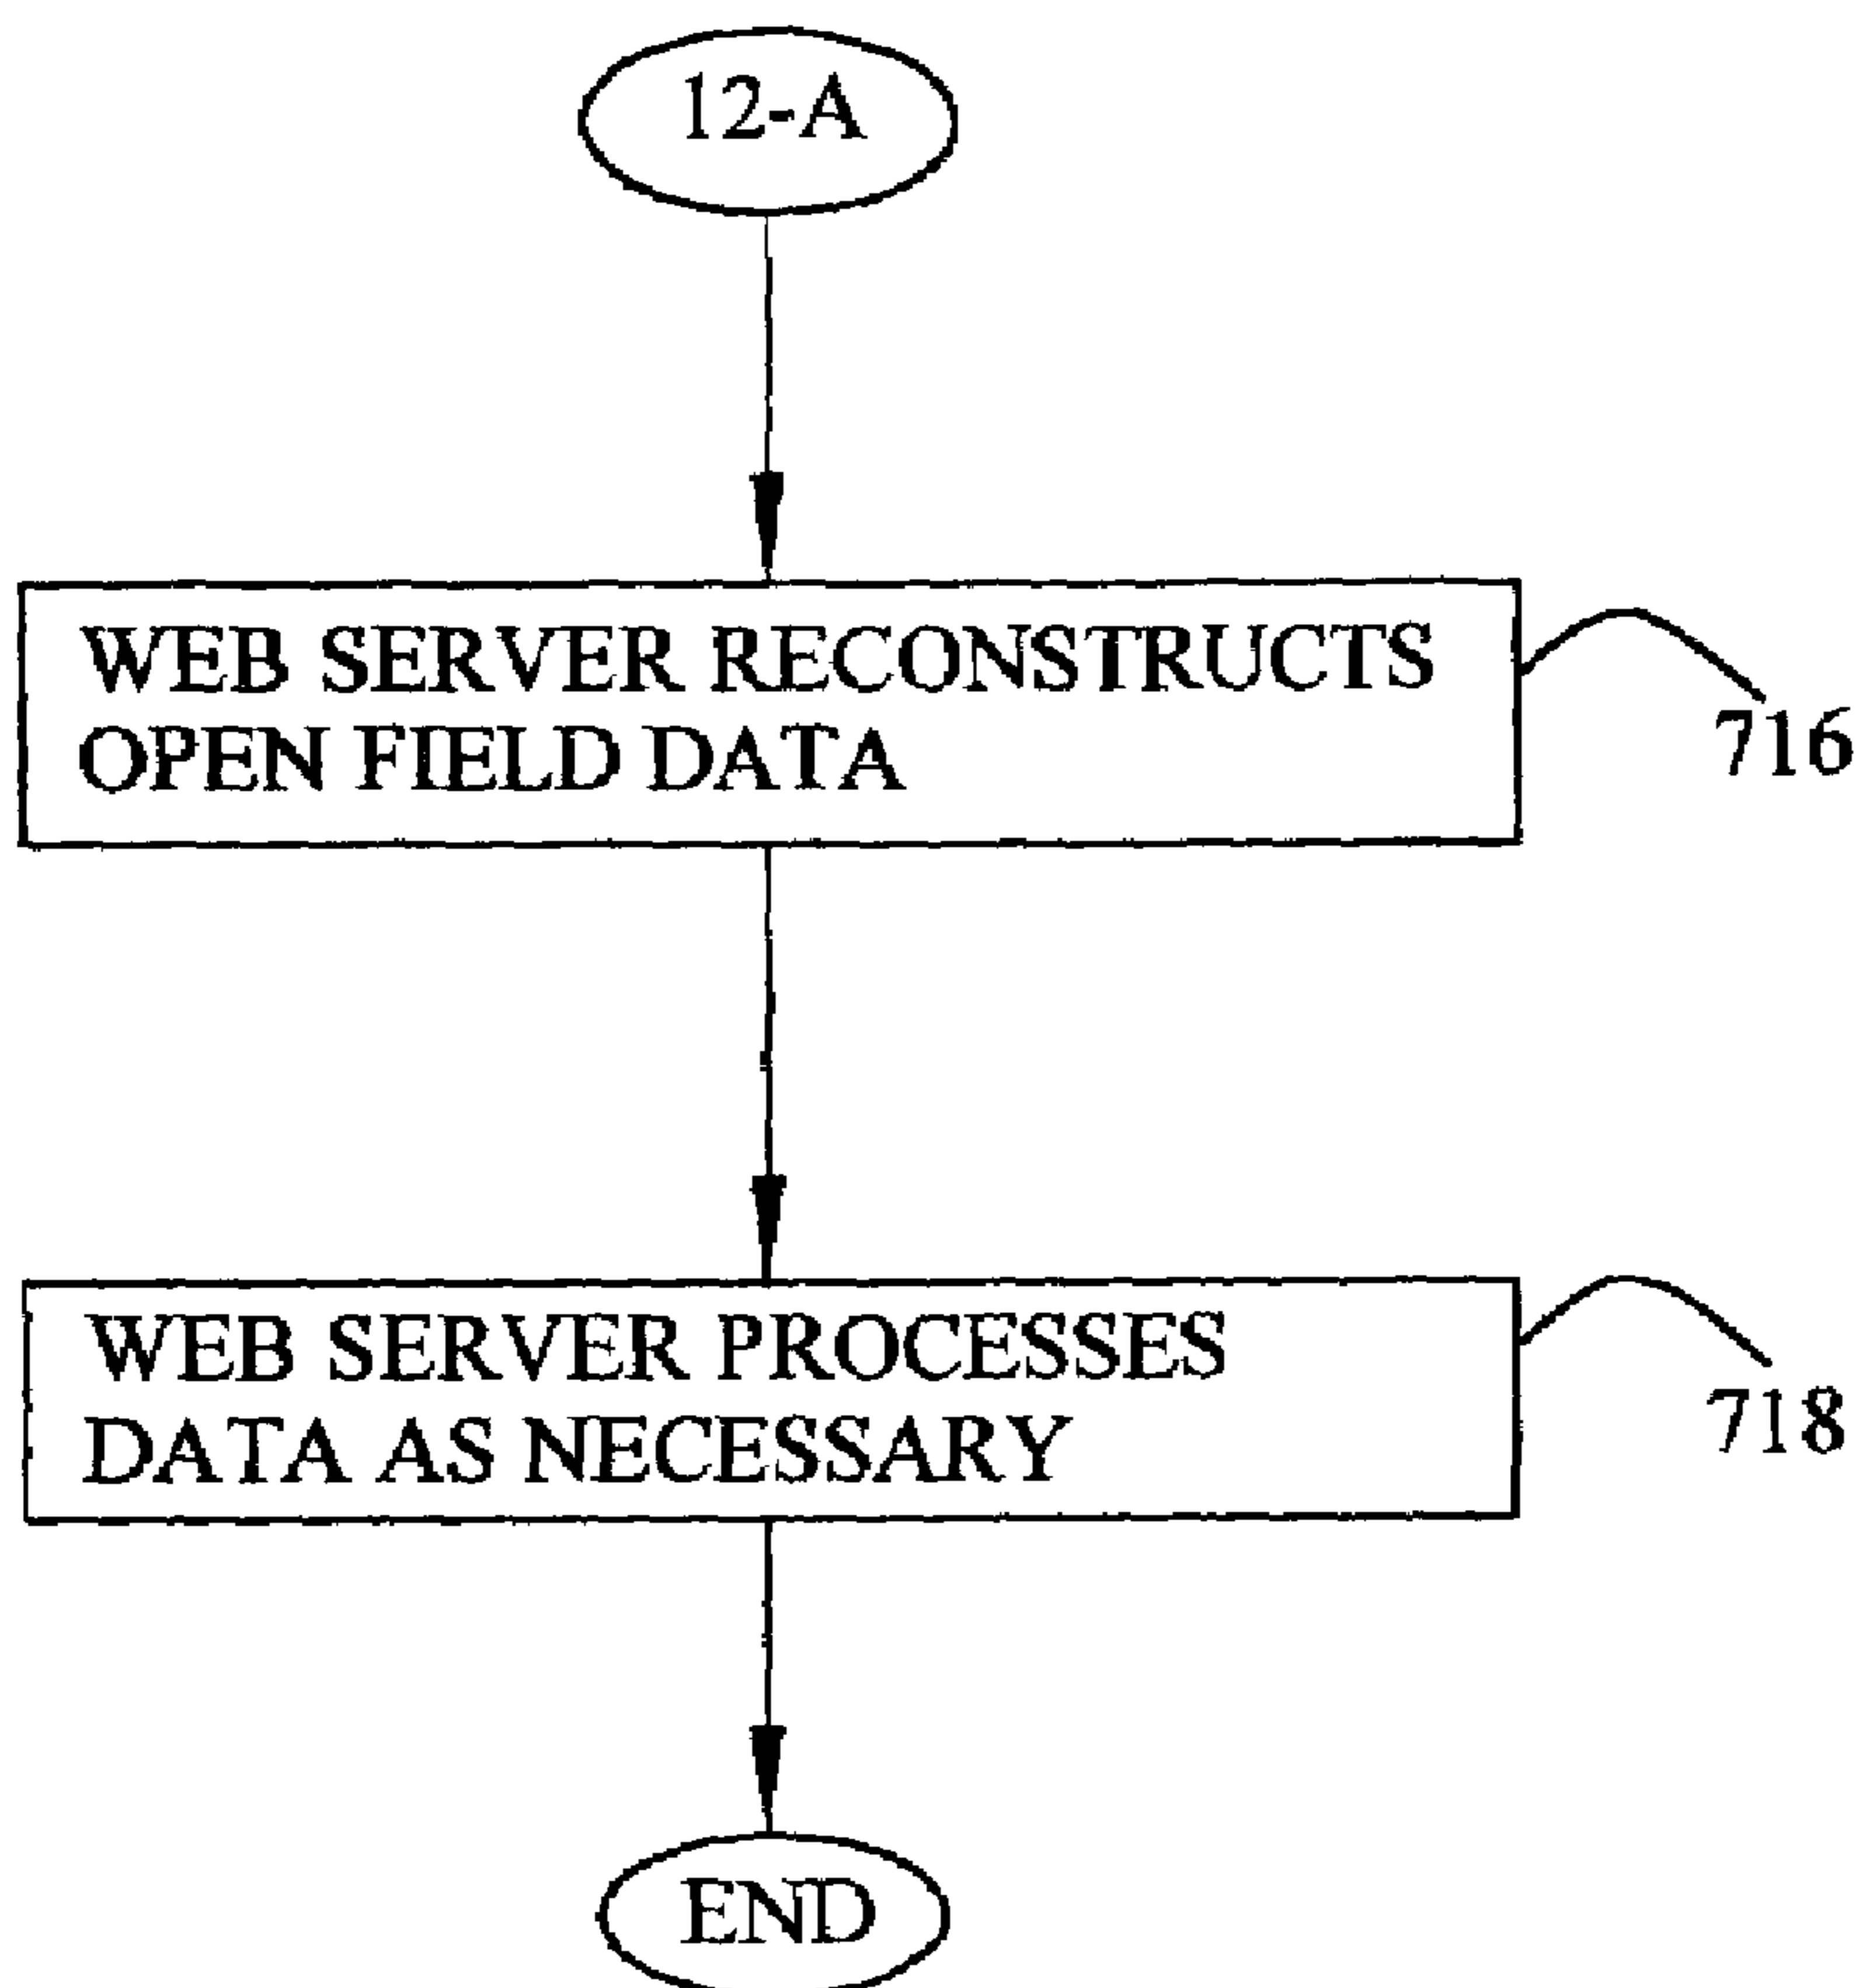 12-A
WEB SERVER RECONSTRUCTS
OPEN FIELD DATA
716
WEB SERVER PROCESSES
DATA AS NECESSARY
718
END